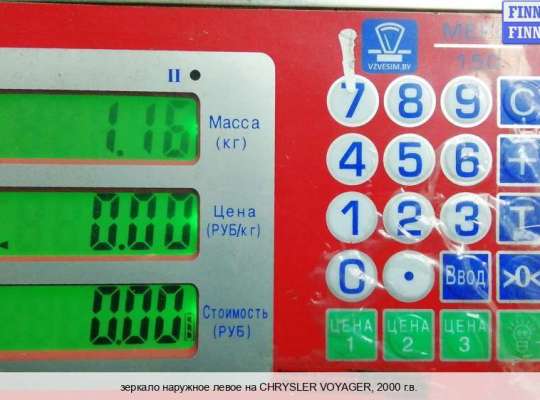 FINN
FINN
VZVESIM.BY
II
1.16
Масса
(кг)
0.00
Цена
(РУБ/кг)
0.00
Стоимость
(РУБ)
7 8 9 C
4 5 6
1 2 3 T
0 . Ввод >0<
ЦЕНА 1
ЦЕНА 2
ЦЕНА 3
зеркало наружное левое на CHRYSLER VOYAGER, 2000 г.в.